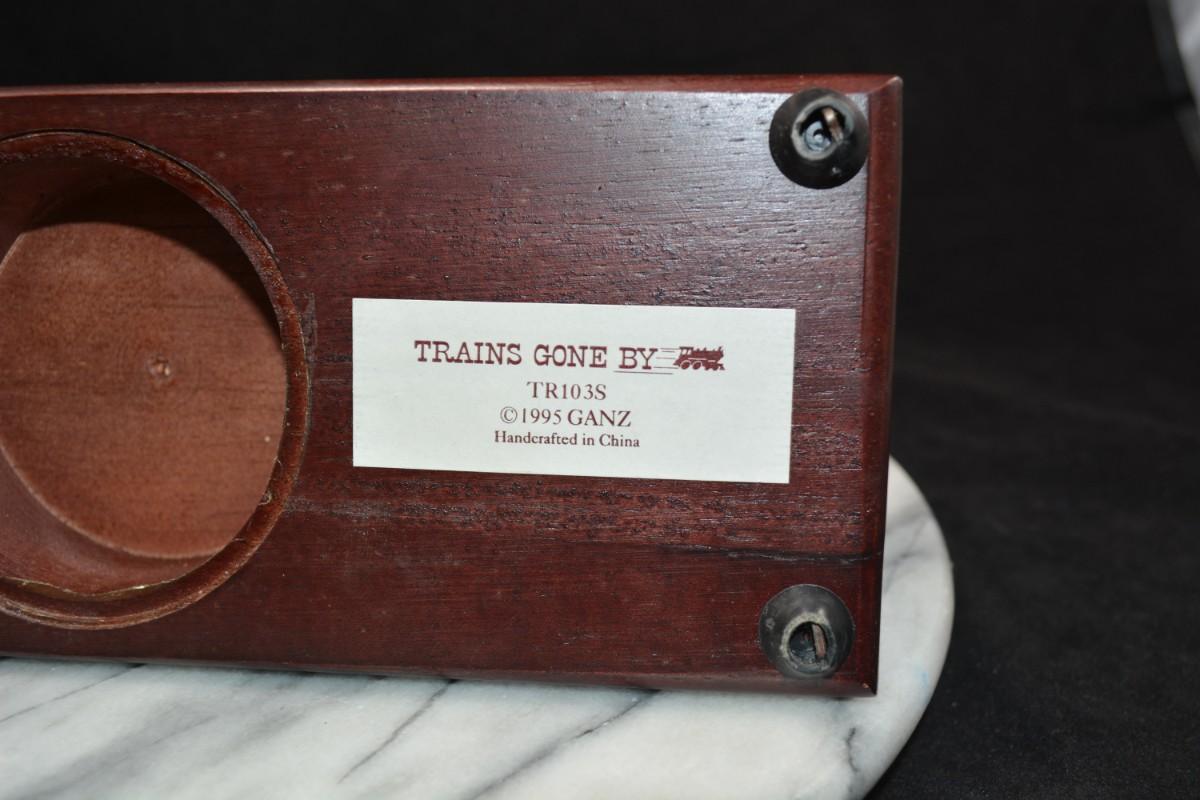 TRAINS GONE BY
TR103S
©1995 GANZ
Handcrafted in China